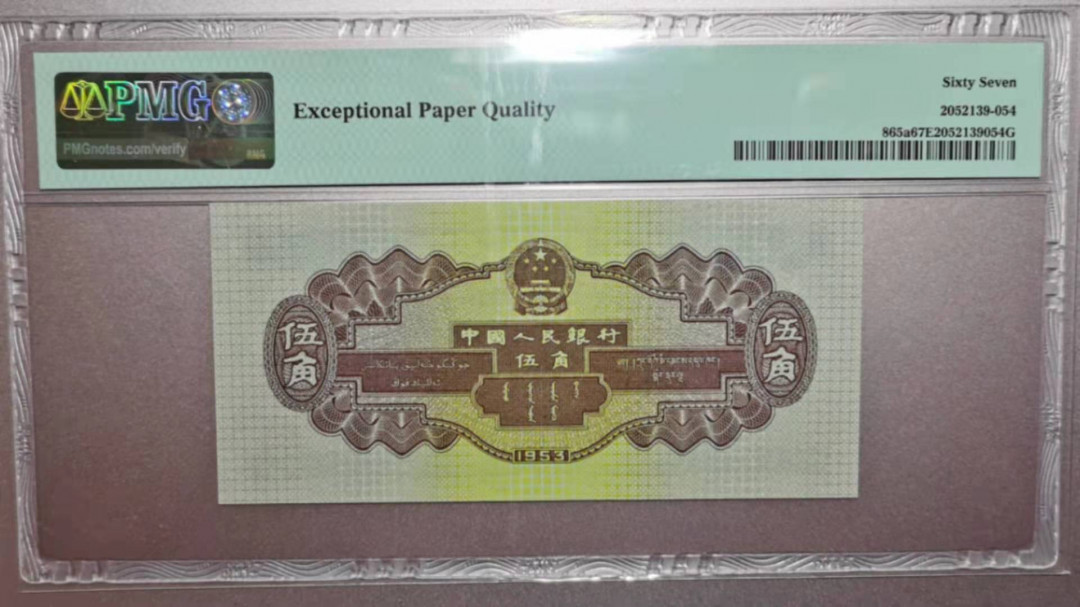 PMG
PMGnotes.com/verify
Exceptional Paper Quality
Sixty Seven
2052139-054
865a67E2052139054G
中國人民銀行
伍角
伍角
伍角
1953